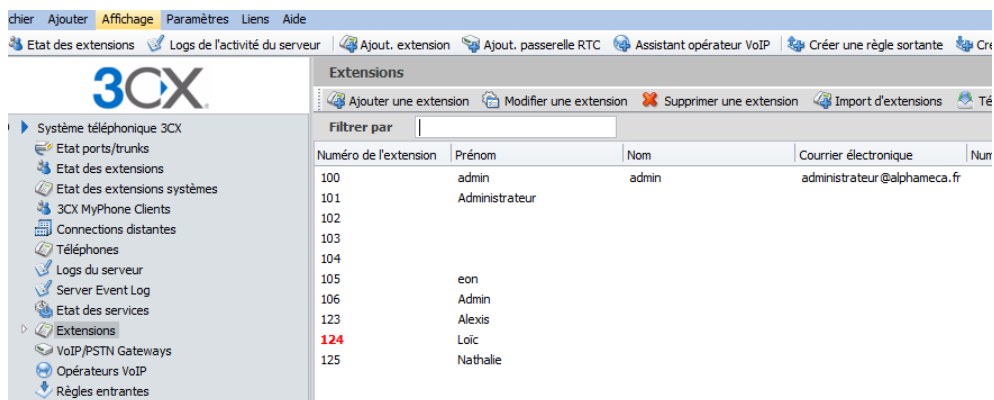 chier Ajouter Affichage Paramètres Liens Aide
Etat des extensions Logs de l'activité du serveur Ajout. extension Ajout. passerelle RTC Assistant opérateur VoIP Créer une règle sortante Cré
3CX
Extensions
Ajouter une extension Modifier une extension Supprimer une extension Import d'extensions Té
Filtrer par
Système téléphonique 3CX
Etat ports/trunks
Etat des extensions
Etat des extensions systèmes
3CX MyPhone Clients
Connections distantes
Téléphones
Logs du serveur
Server Event Log
Etat des services
Extensions
VoIP/PSTN Gateways
Opérateurs VoIP
Règles entrantes
Numéro de l'extension Prénom Nom Courrier électronique Num
100 admin admin administrateur@alphameca.fr
101 Administrateur
102
103
104
105 eon
106 Admin
123 Alexis
124 Loïc
125 Nathalie